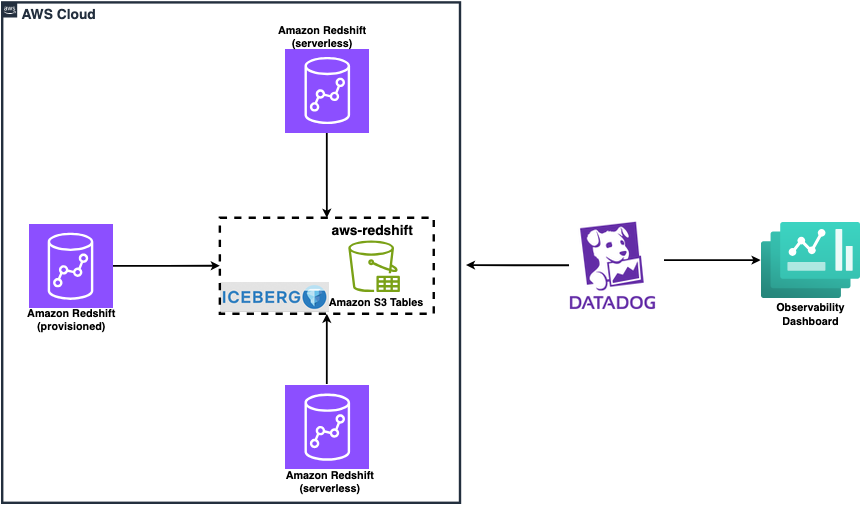 aws
AWS Cloud
Amazon Redshift
(serverless)
aws-redshift
ICEBERG
Amazon S3 Tables
Amazon Redshift
(provisioned)
Amazon Redshift
(serverless)
DATADOG
Observability
Dashboard